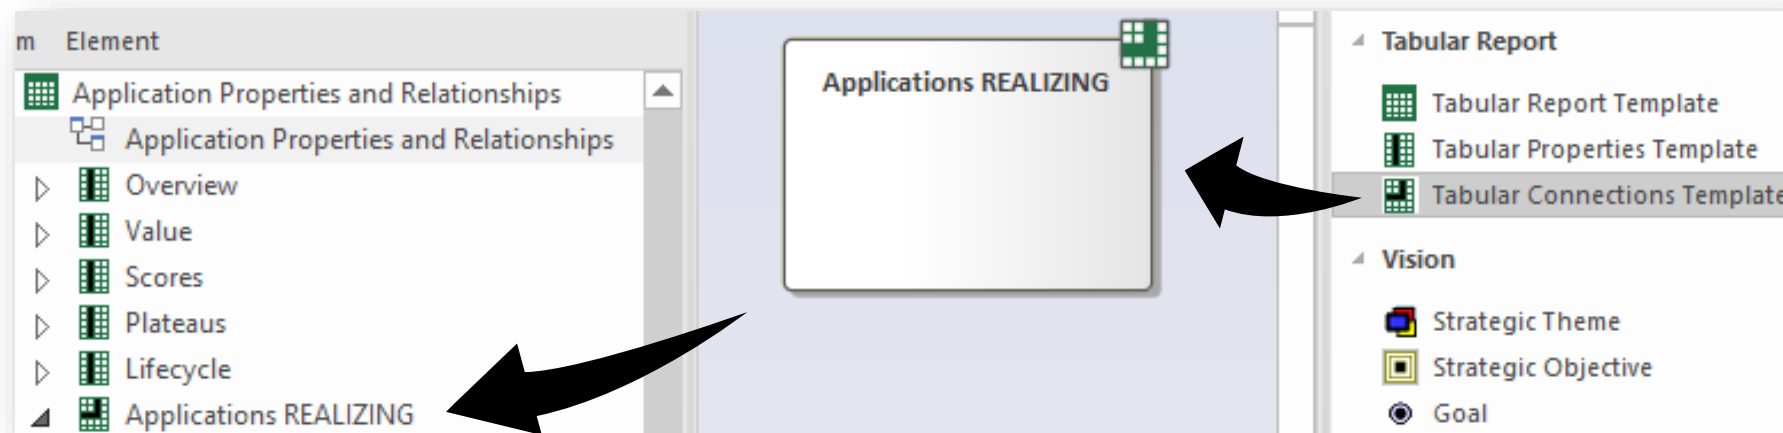 m Element
Application Properties and Relationships
Application Properties and Relationships
Overview
Value
Scores
Plateaus
Lifecycle
Applications REALIZING
Applications REALIZING
Tabular Report
Tabular Report Template
Tabular Properties Template
Tabular Connections Template
Vision
Strategic Theme
Strategic Objective
Goal